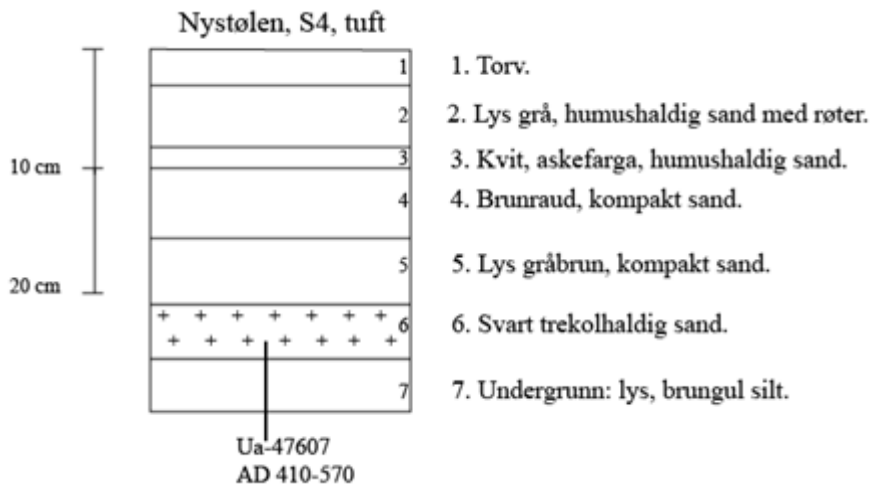 Nystølen, S4, tuft
10 cm
20 cm
1
2
3
4
5
6
7
1. Torv.
2. Lys grå, humushaldig sand med røter.
3. Kvit, askefarga, humushaldig sand.
4. Brunraud, kompakt sand.
5. Lys gråbrun, kompakt sand.
6. Svart trekolhaldig sand.
7. Undergrunn: lys, brungul silt.
Ua-47607
AD 410-570